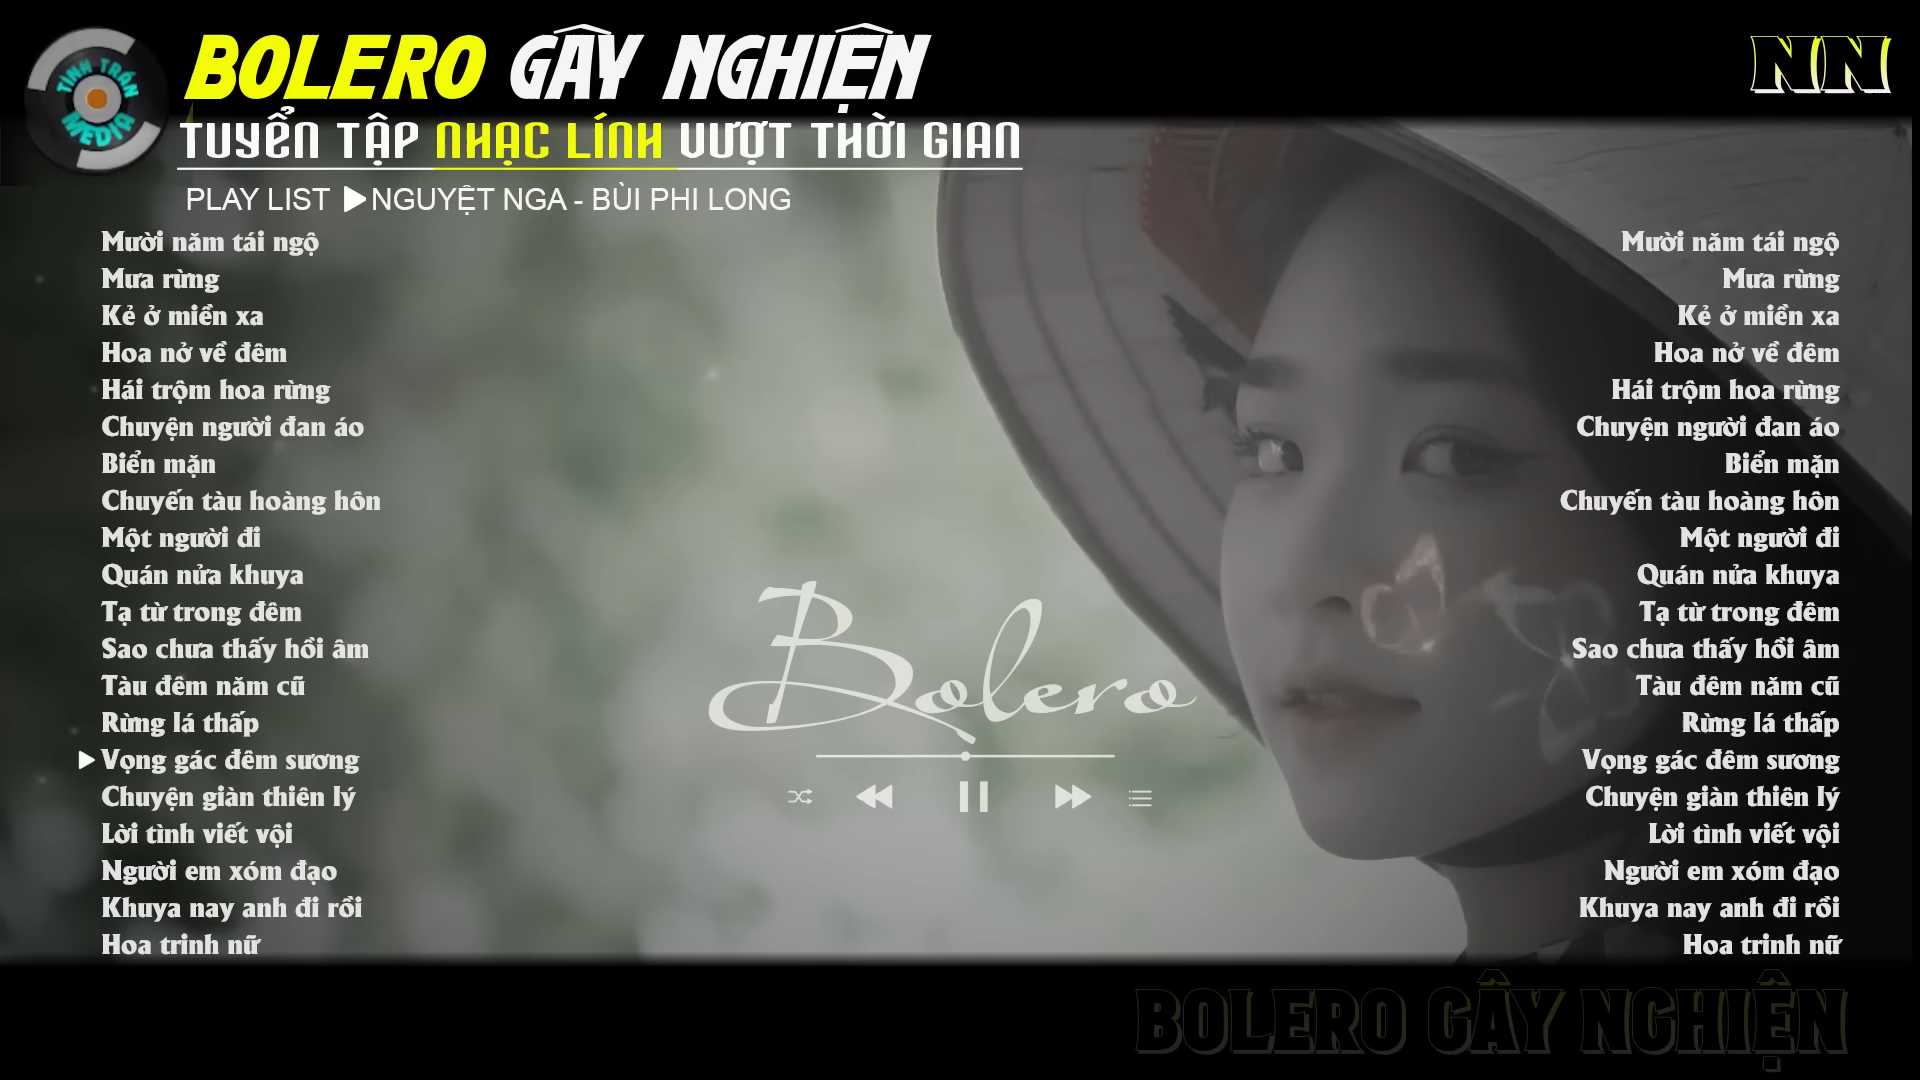 TÌNH TRẦN
MEDIA
BOLERO GÂY NGHIỆN
NN
TUYỂN TẬP NHẠC LÍNH VƯỢT THỜI GIAN
PLAY LIST ▶NGUYỆT NGA - BÙI PHI LONG
Mười năm tái ngộ
Mưa rừng
Kẻ ở miền xa
Hoa nở về đêm
Hái trộm hoa rừng
Chuyện người đan áo
Biển mặn
Chuyến tàu hoàng hôn
Một người đi
Quán nửa khuya
Tạ từ trong đêm
Sao chưa thấy hồi âm
Tàu đêm năm cũ
Rừng lá thấp
Vọng gác đêm sương
Chuyện giàn thiên lý
Lời tình viết vội
Người em xóm đạo
Khuya nay anh đi rồi
Hoa trinh nữ
Bolero
Mười năm tái ngộ
Mưa rừng
Kẻ ở miền xa
Hoa nở về đêm
Hái trộm hoa rừng
Chuyện người đan áo
Biển mặn
Chuyến tàu hoàng hôn
Một người đi
Quán nửa khuya
Tạ từ trong đêm
Sao chưa thấy hồi âm
Tàu đêm năm cũ
Rừng lá thấp
Vọng gác đêm sương
Chuyện giàn thiên lý
Lời tình viết vội
Người em xóm đạo
Khuya nay anh đi rồi
Hoa trinh nữ
BOLERO GÂY NGHIỆN